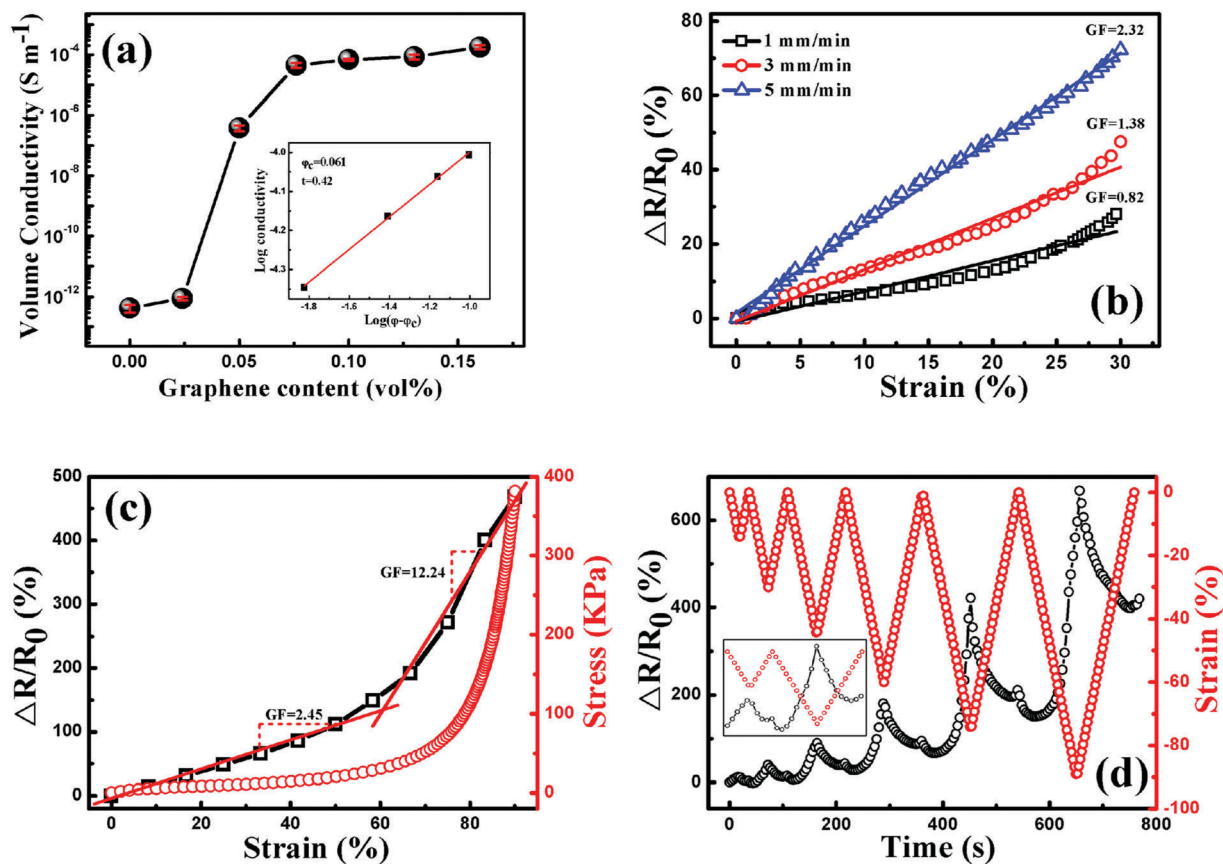 (a)
Volume Conductivity (S m⁻¹)
10⁻⁴
10⁻⁶
10⁻⁸
10⁻¹⁰
10⁻¹²
0.00 0.05 0.10 0.15
Graphene content (vol%)
φc=0.061
t=0.42
Log conductivity
-4.0
-4.1
-4.2
-4.3
-1.8 -1.6 -1.4 -1.2 -1.0
Log(φ-φc)
(b)
△R/R₀ (%)
80
60
40
20
0
1 mm/min
3 mm/min
5 mm/min
GF=2.32
GF=1.38
GF=0.82
0 5 10 15 20 25 30
Strain (%)
(c)
△R/R₀ (%)
500
400
300
200
100
0
GF=12.24
GF=2.45
0 20 40 60 80
Strain (%)
400
300
200
100
0
Stress (KPa)
(d)
△R/R₀ (%)
600
400
200
0
0 200 400 600 800
Time (s)
0
-20
-40
-60
-80
-100
Strain (%)